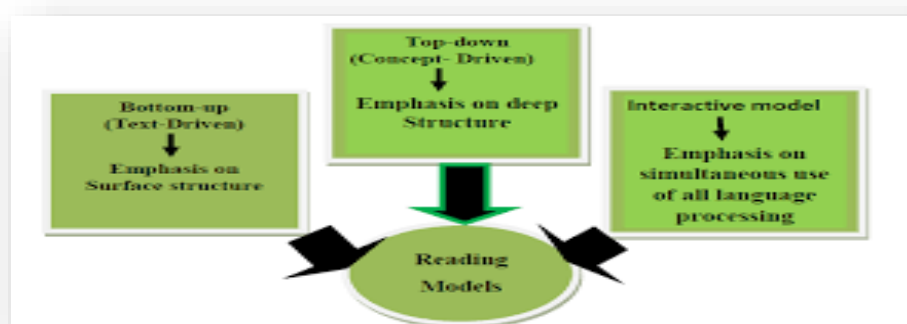 Bottom-up
(Text-Driven)
Emphasis on
Surface structure
Top-down
(Concept- Driven)
Emphasis on deep
Structure
Interactive model
Emphasis on
simultaneous use
of all language
processing
Reading
Models